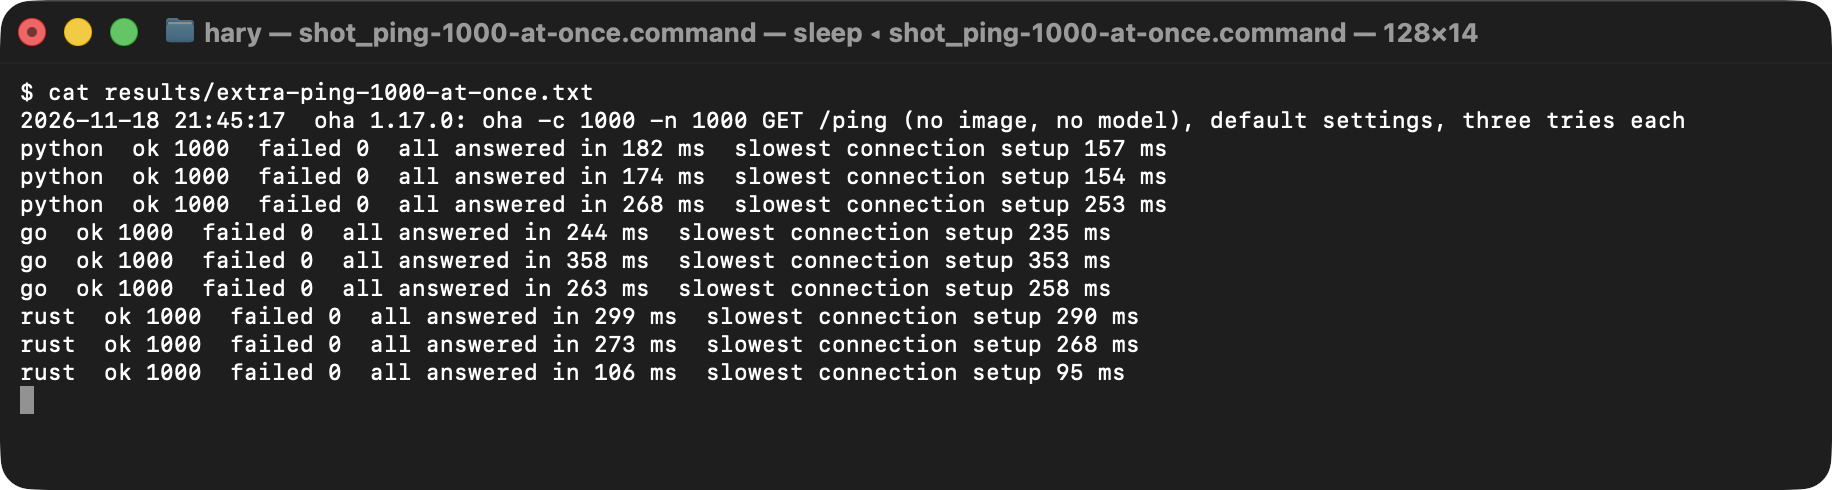 hary — shot_ping-1000-at-once.command — sleep ◂ shot_ping-1000-at-once.command — 128×14
$ cat results/extra-ping-1000-at-once.txt
2026-11-18 21:45:17  oha 1.17.0: oha -c 1000 -n 1000 GET /ping (no image, no model), default settings, three tries each
python  ok 1000  failed 0  all answered in 182 ms  slowest connection setup 157 ms
python  ok 1000  failed 0  all answered in 174 ms  slowest connection setup 154 ms
python  ok 1000  failed 0  all answered in 268 ms  slowest connection setup 253 ms
go  ok 1000  failed 0  all answered in 244 ms  slowest connection setup 235 ms
go  ok 1000  failed 0  all answered in 358 ms  slowest connection setup 353 ms
go  ok 1000  failed 0  all answered in 263 ms  slowest connection setup 258 ms
rust  ok 1000  failed 0  all answered in 299 ms  slowest connection setup 290 ms
rust  ok 1000  failed 0  all answered in 273 ms  slowest connection setup 268 ms
rust  ok 1000  failed 0  all answered in 106 ms  slowest connection setup 95 ms